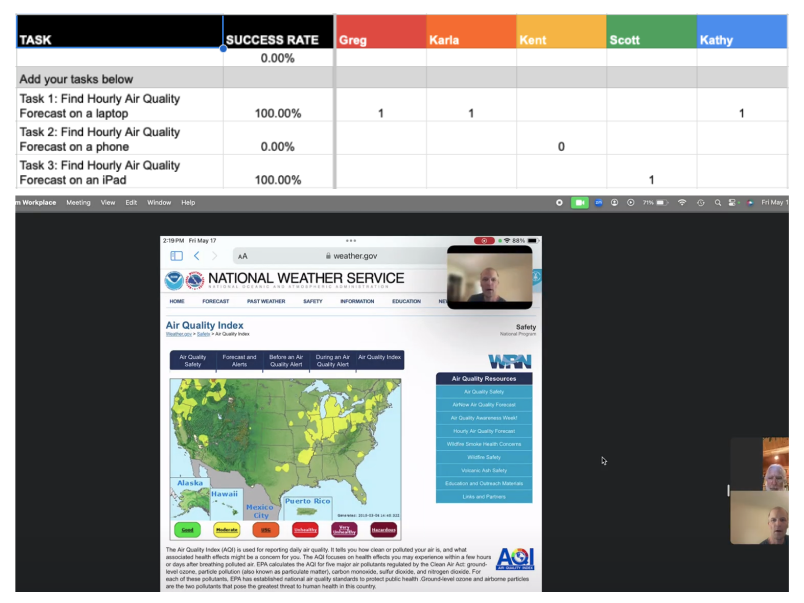 TASK SUCCESS RATE Greg Karla Kent Scott Kathy
0.00%
Add your tasks below
Task 1: Find Hourly Air Quality
Forecast on a laptop 100.00% 1 1 1
Task 2: Find Hourly Air Quality
Forecast on a phone 0.00% 0
Task 3: Find Hourly Air Quality
Forecast on an iPad 100.00% 1
m Workplace Meeting View Edit Window Help 71% Fri May 1
2:19 PM Fri May 17 88%
AA weather.gov
NATIONAL WEATHER SERVICE
NATIONAL OCEANIC AND ATMOSPHERIC ADMINISTRATION
HOME FORECAST PAST WEATHER SAFETY INFORMATION EDUCATION NE
Air Quality Index
Weather.gov > Safety > Air Quality Index
Safety
National Program
Air Quality Safety
Forecast and Alerts
Before an Air Quality Alert
During an Air Quality Alert
Air Quality Index
WRN
Air Quality Resources
Air Quality Safety
AirNow Air Quality Forecast
Air Quality Awareness Week!
Hourly Air Quality Forecast
Wildfire Smoke Health Concerns
Wildfire Safety
Volcanic Ash Safety
Education and Outreach Materials
Links and Partners
Alaska
Hawaii
Mexico
City
Puerto Rico
Good Moderate USG Unhealthy Very Unhealthy Hazardous
The Air Quality Index (AQI) is used for reporting daily air quality. It tells you how clean or polluted your air is, and what
associated health effects might be a concern for you. The AQI focuses on health effects you may experience within a few hours
or days after breathing polluted air. EPA calculates the AQI for five major air pollutants regulated by the Clean Air Act: ground-
level ozone, particle pollution (also known as particulate matter), carbon monoxide, sulfur dioxide, and nitrogen dioxide. For
each of these pollutants, EPA has established national air quality standards to protect public health .Ground-level ozone and airborne particles
are the two pollutants that pose the greatest threat to human health in this country.
AQI
AIR QUALITY INDEX